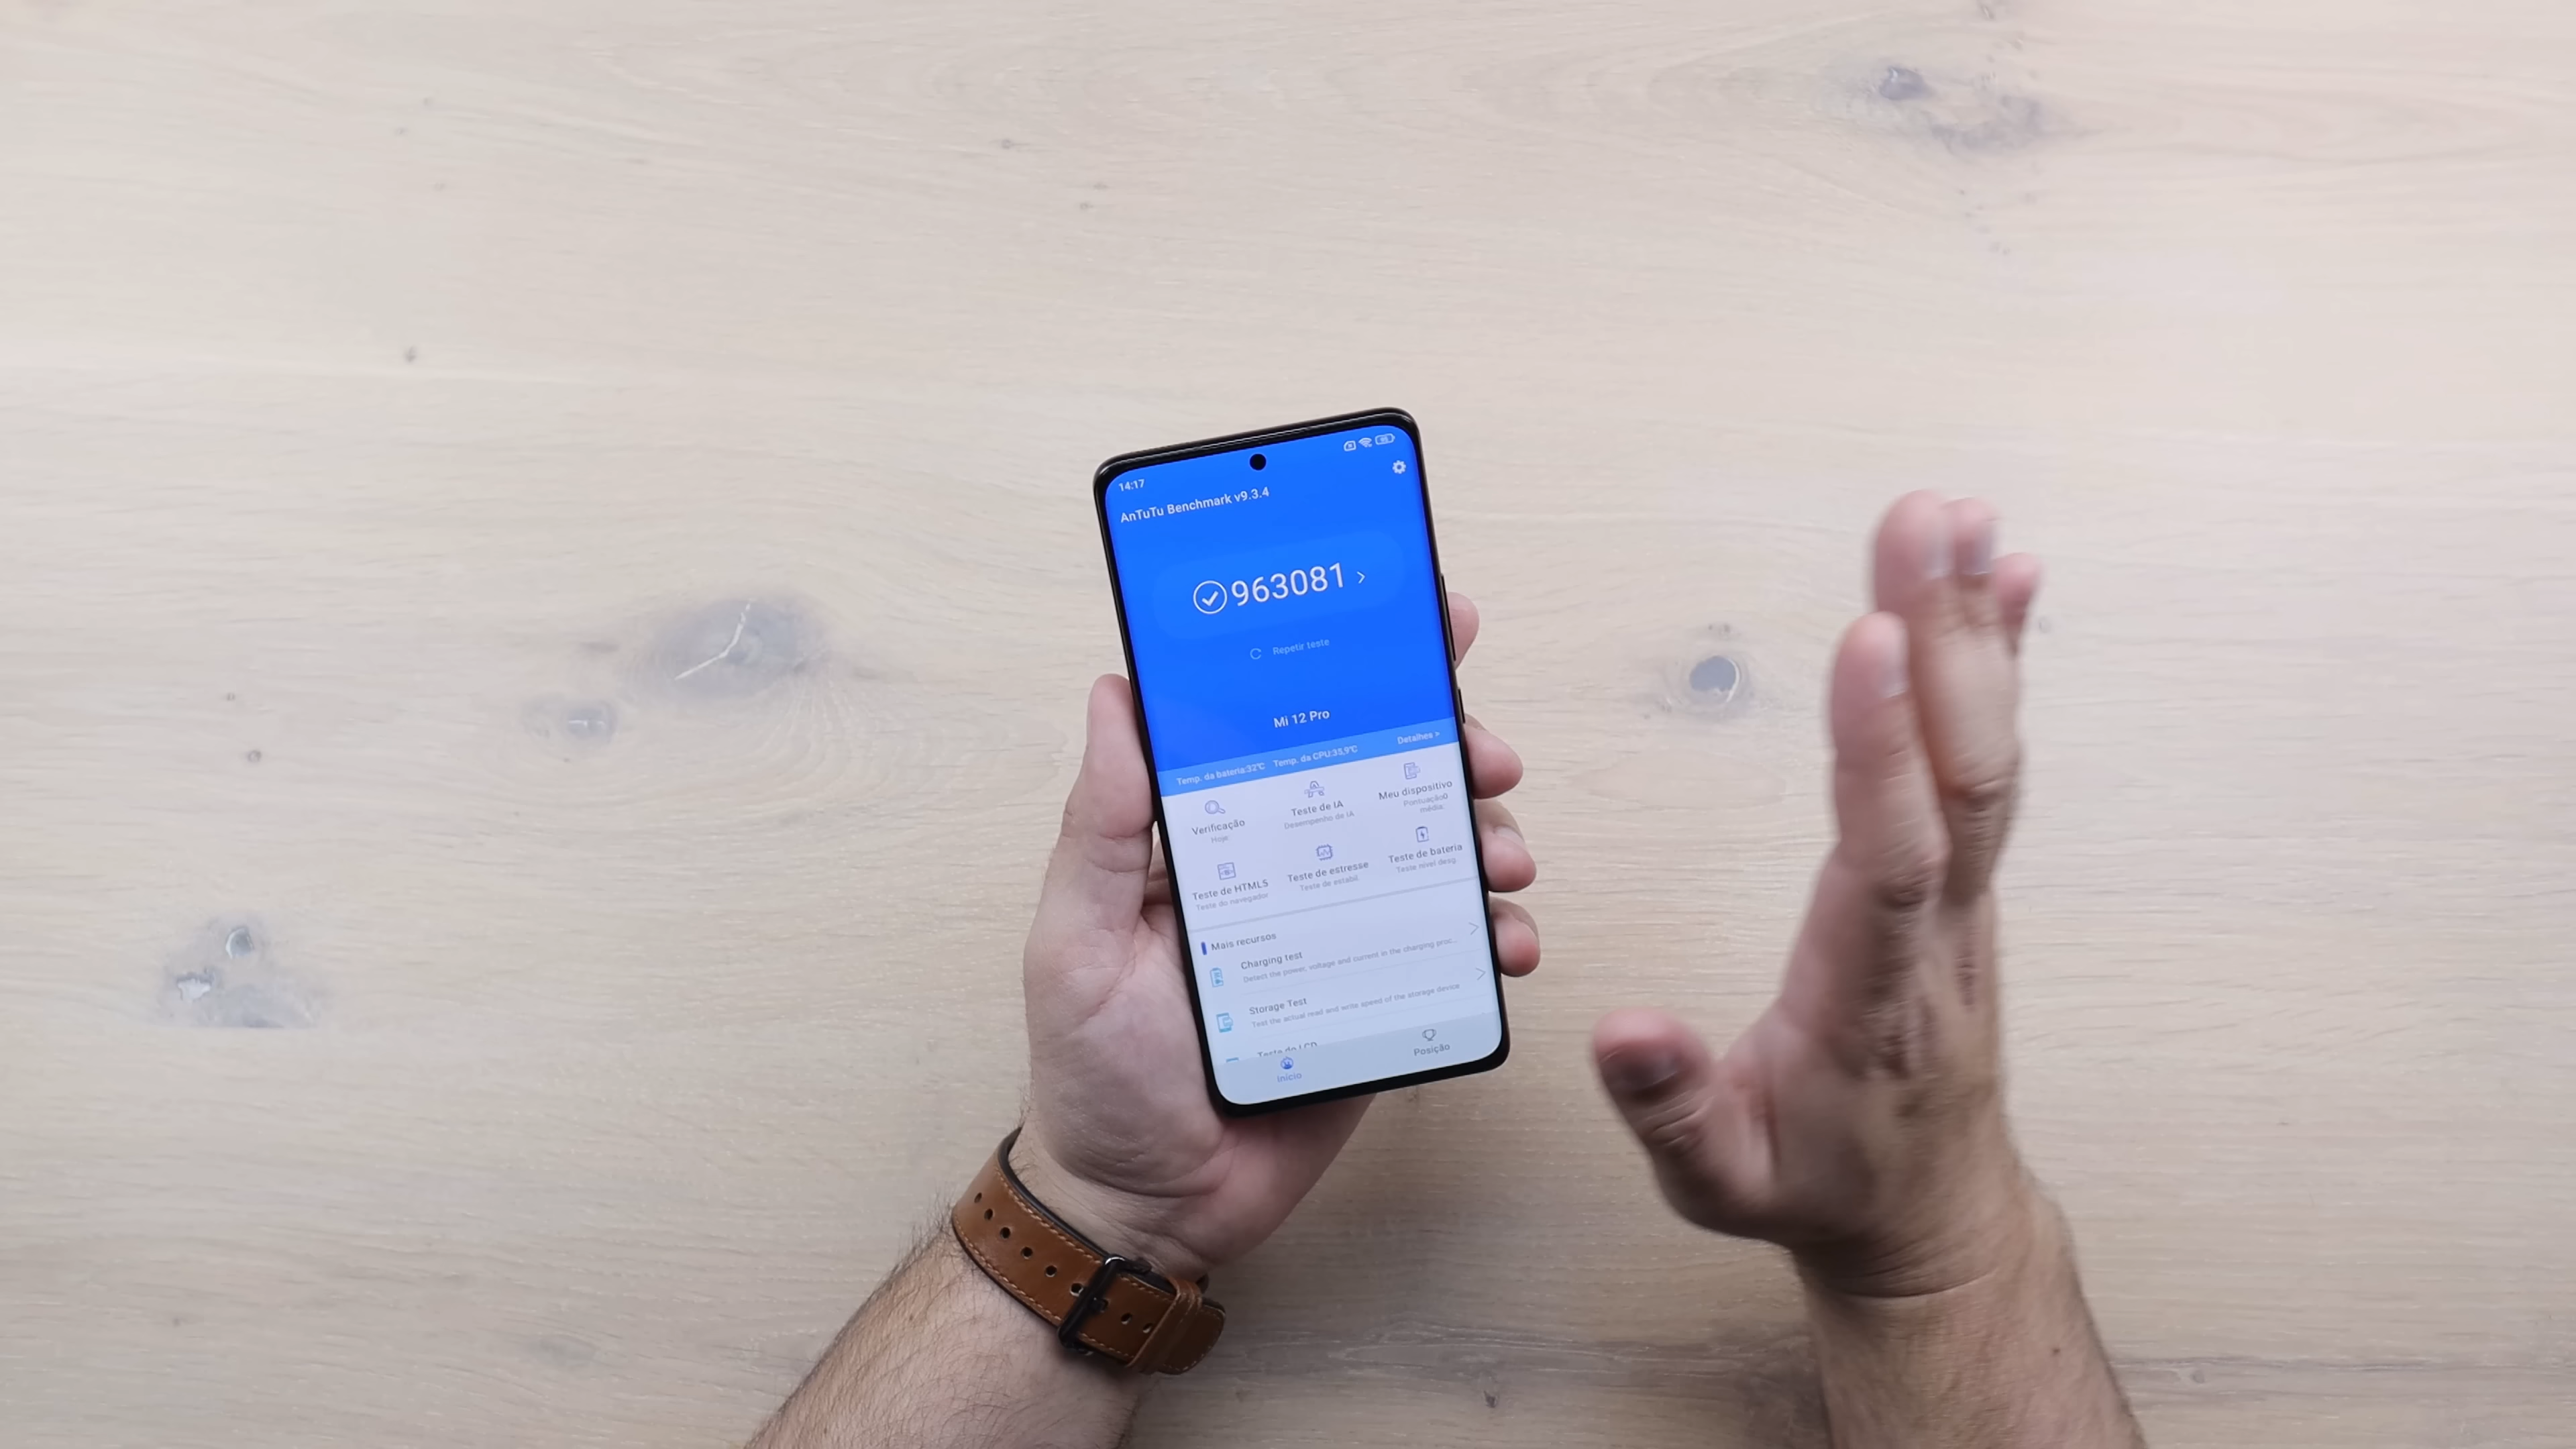 14:17
AnTuTu Benchmark v9.3.4
963081
Repetir teste
Mi 12 Pro
Temp. da bateria:32℃ Temp. da CPU:33,9℃ Detalhes >
Verificação
Hoje
Teste de IA
Desempenho de IA
Meu dispositivo
Pontuação0
média:
Teste de HTML5
Teste do navegador
Teste de estresse
Teste de estabil.
Teste de bateria
Teste nível desg.
Mais recursos
Charging test
Detect the power, voltage and current in the charging proc...
Storage Test
Test the actual read and write speed of the storage device
Teste do LCD
Início
Posição